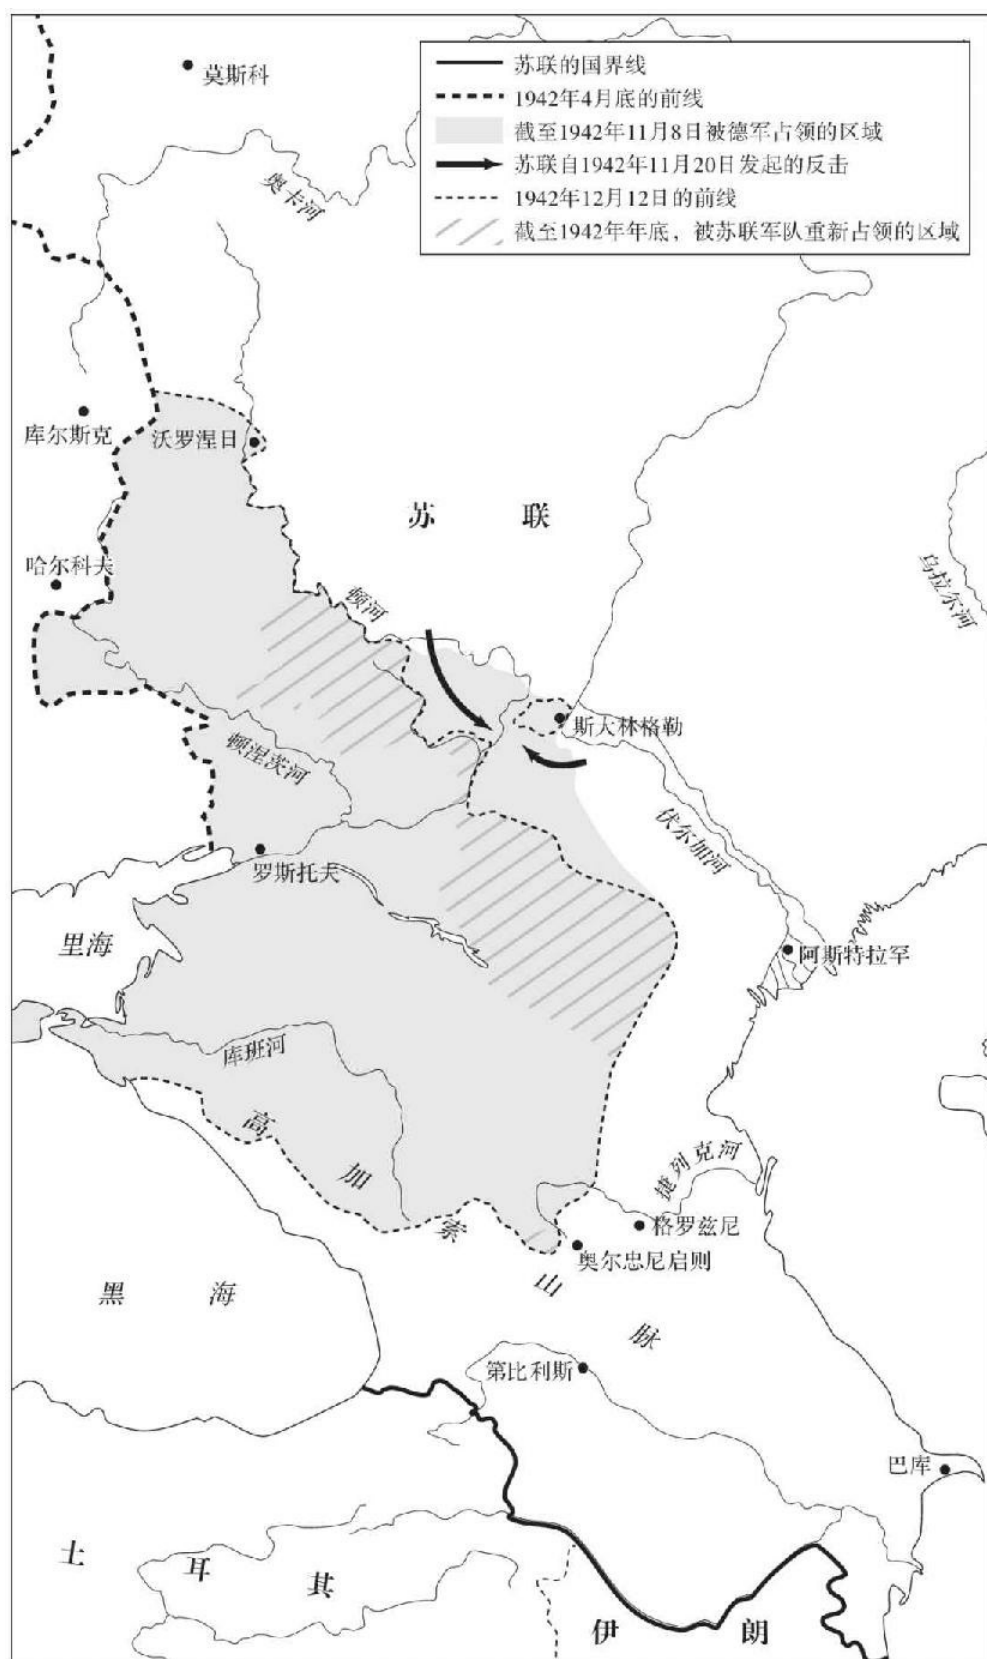 莫斯科
苏联的国界线
1942年4月底的前线
截至1942年11月8日被德军占领的区域
苏联自1942年11月20日发起的反击
1942年12月12日的前线
截至1942年年底，被苏联军队重新占领的区域
奥卡河
库尔斯克
沃罗涅日
苏联
哈尔科夫
乌拉尔河
顿河
斯大林格勒
顿涅茨河
伏尔加河
罗斯托夫
里海
阿斯特拉罕
库班河
高加索山脉
捷列克河
格罗兹尼
奥尔忠尼启则
黑海
第比利斯
巴库
土耳其
伊朗